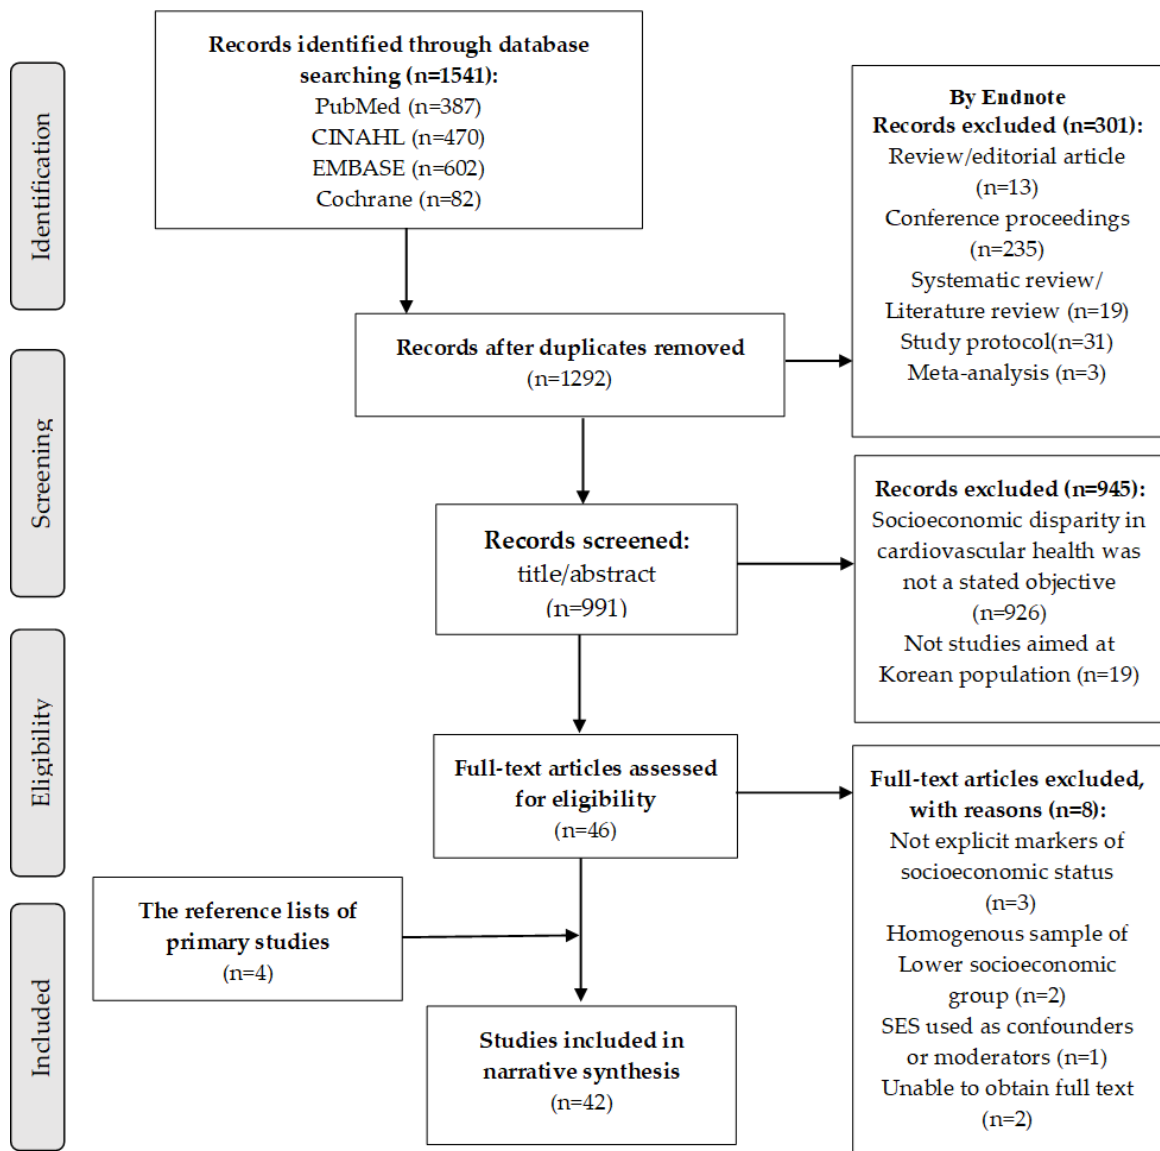 Identification
Records identified through database
searching (n=1541):
PubMed (n=387)
CINAHL (n=470)
EMBASE (n=602)
Cochrane (n=82)
By Endnote
Records excluded (n=301):
Review/editorial article
(n=13)
Conference proceedings
(n=235)
Systematic review/
Literature review (n=19)
Study protocol(n=31)
Meta-analysis (n=3)
Records after duplicates removed
(n=1292)
Screening
Records screened:
title/abstract
(n=991)
Records excluded (n=945):
Socioeconomic disparity in
cardiovascular health was
not a stated objective
(n=926)
Not studies aimed at
Korean population (n=19)
Eligibility
Full-text articles assessed
for eligibility
(n=46)
Full-text articles excluded,
with reasons (n=8):
Not explicit markers of
socioeconomic status
(n=3)
Homogenous sample of
Lower socioeconomic
group (n=2)
SES used as confounders
or moderators (n=1)
Unable to obtain full text
(n=2)
Included
The reference lists of
primary studies
(n=4)
Studies included in
narrative synthesis
(n=42)